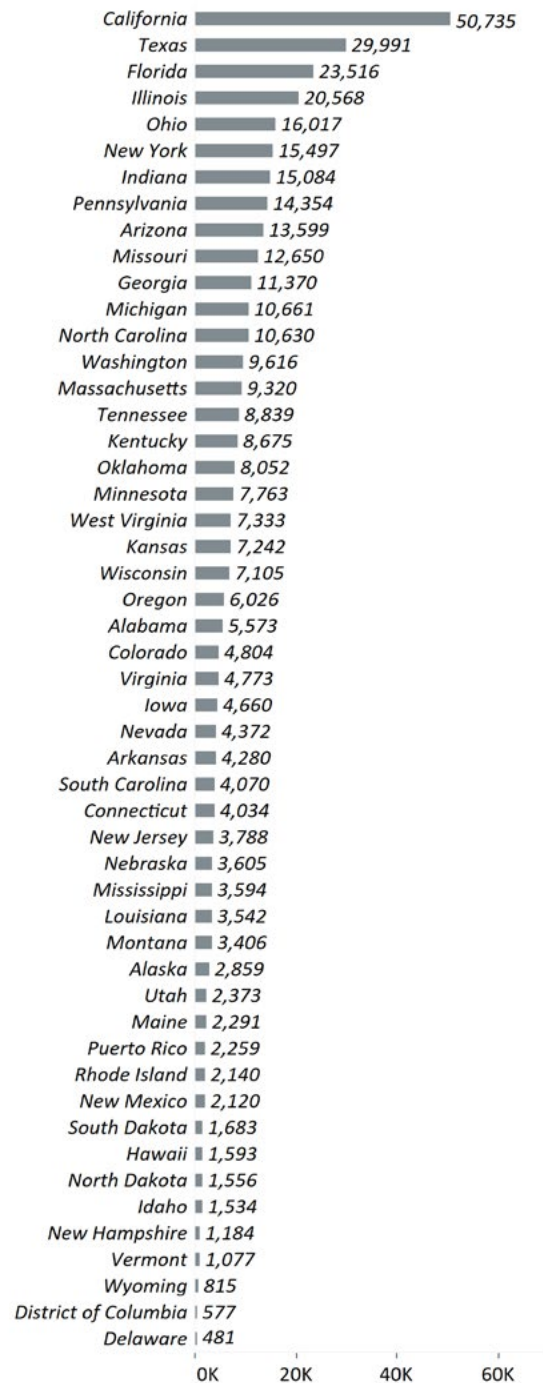 California 50,735
Texas 29,991
Florida 23,516
Illinois 20,568
Ohio 16,017
New York 15,497
Indiana 15,084
Pennsylvania 14,354
Arizona 13,599
Missouri 12,650
Georgia 11,370
Michigan 10,661
North Carolina 10,630
Washington 9,616
Massachusetts 9,320
Tennessee 8,839
Kentucky 8,675
Oklahoma 8,052
Minnesota 7,763
West Virginia 7,333
Kansas 7,242
Wisconsin 7,105
Oregon 6,026
Alabama 5,573
Colorado 4,804
Virginia 4,773
Iowa 4,660
Nevada 4,372
Arkansas 4,280
South Carolina 4,070
Connecticut 4,034
New Jersey 3,788
Nebraska 3,605
Mississippi 3,594
Louisiana 3,542
Montana 3,406
Alaska 2,859
Utah 2,373
Maine 2,291
Puerto Rico 2,259
Rhode Island 2,140
New Mexico 2,120
South Dakota 1,683
Hawaii 1,593
North Dakota 1,556
Idaho 1,534
New Hampshire 1,184
Vermont 1,077
Wyoming 815
District of Columbia 577
Delaware 481
0K 20K 40K 60K